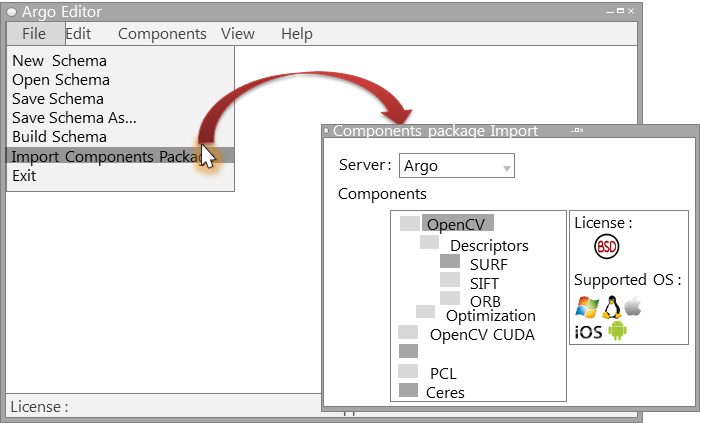 Argo Editor
File Edit Components View Help
New Schema
Open Schema
Save Schema
Save Schema As...
Build Schema
Import Components Package
Exit
Components package Import
Server : Argo
Components
OpenCV
Descriptors
SURF
SIFT
ORB
Optimization
OpenCV CUDA
PCL
Ceres
License :
BSD
Supported OS :
iOS
License :